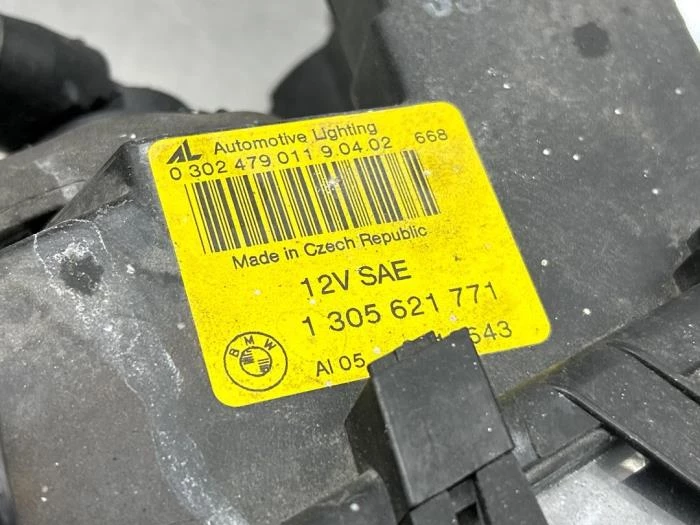 AL Automotive Lighting
0 302 479 011 9 04.02 668
Made in Czech Republic
12V SAE
1 305 621 771
BMW
AI 05 643